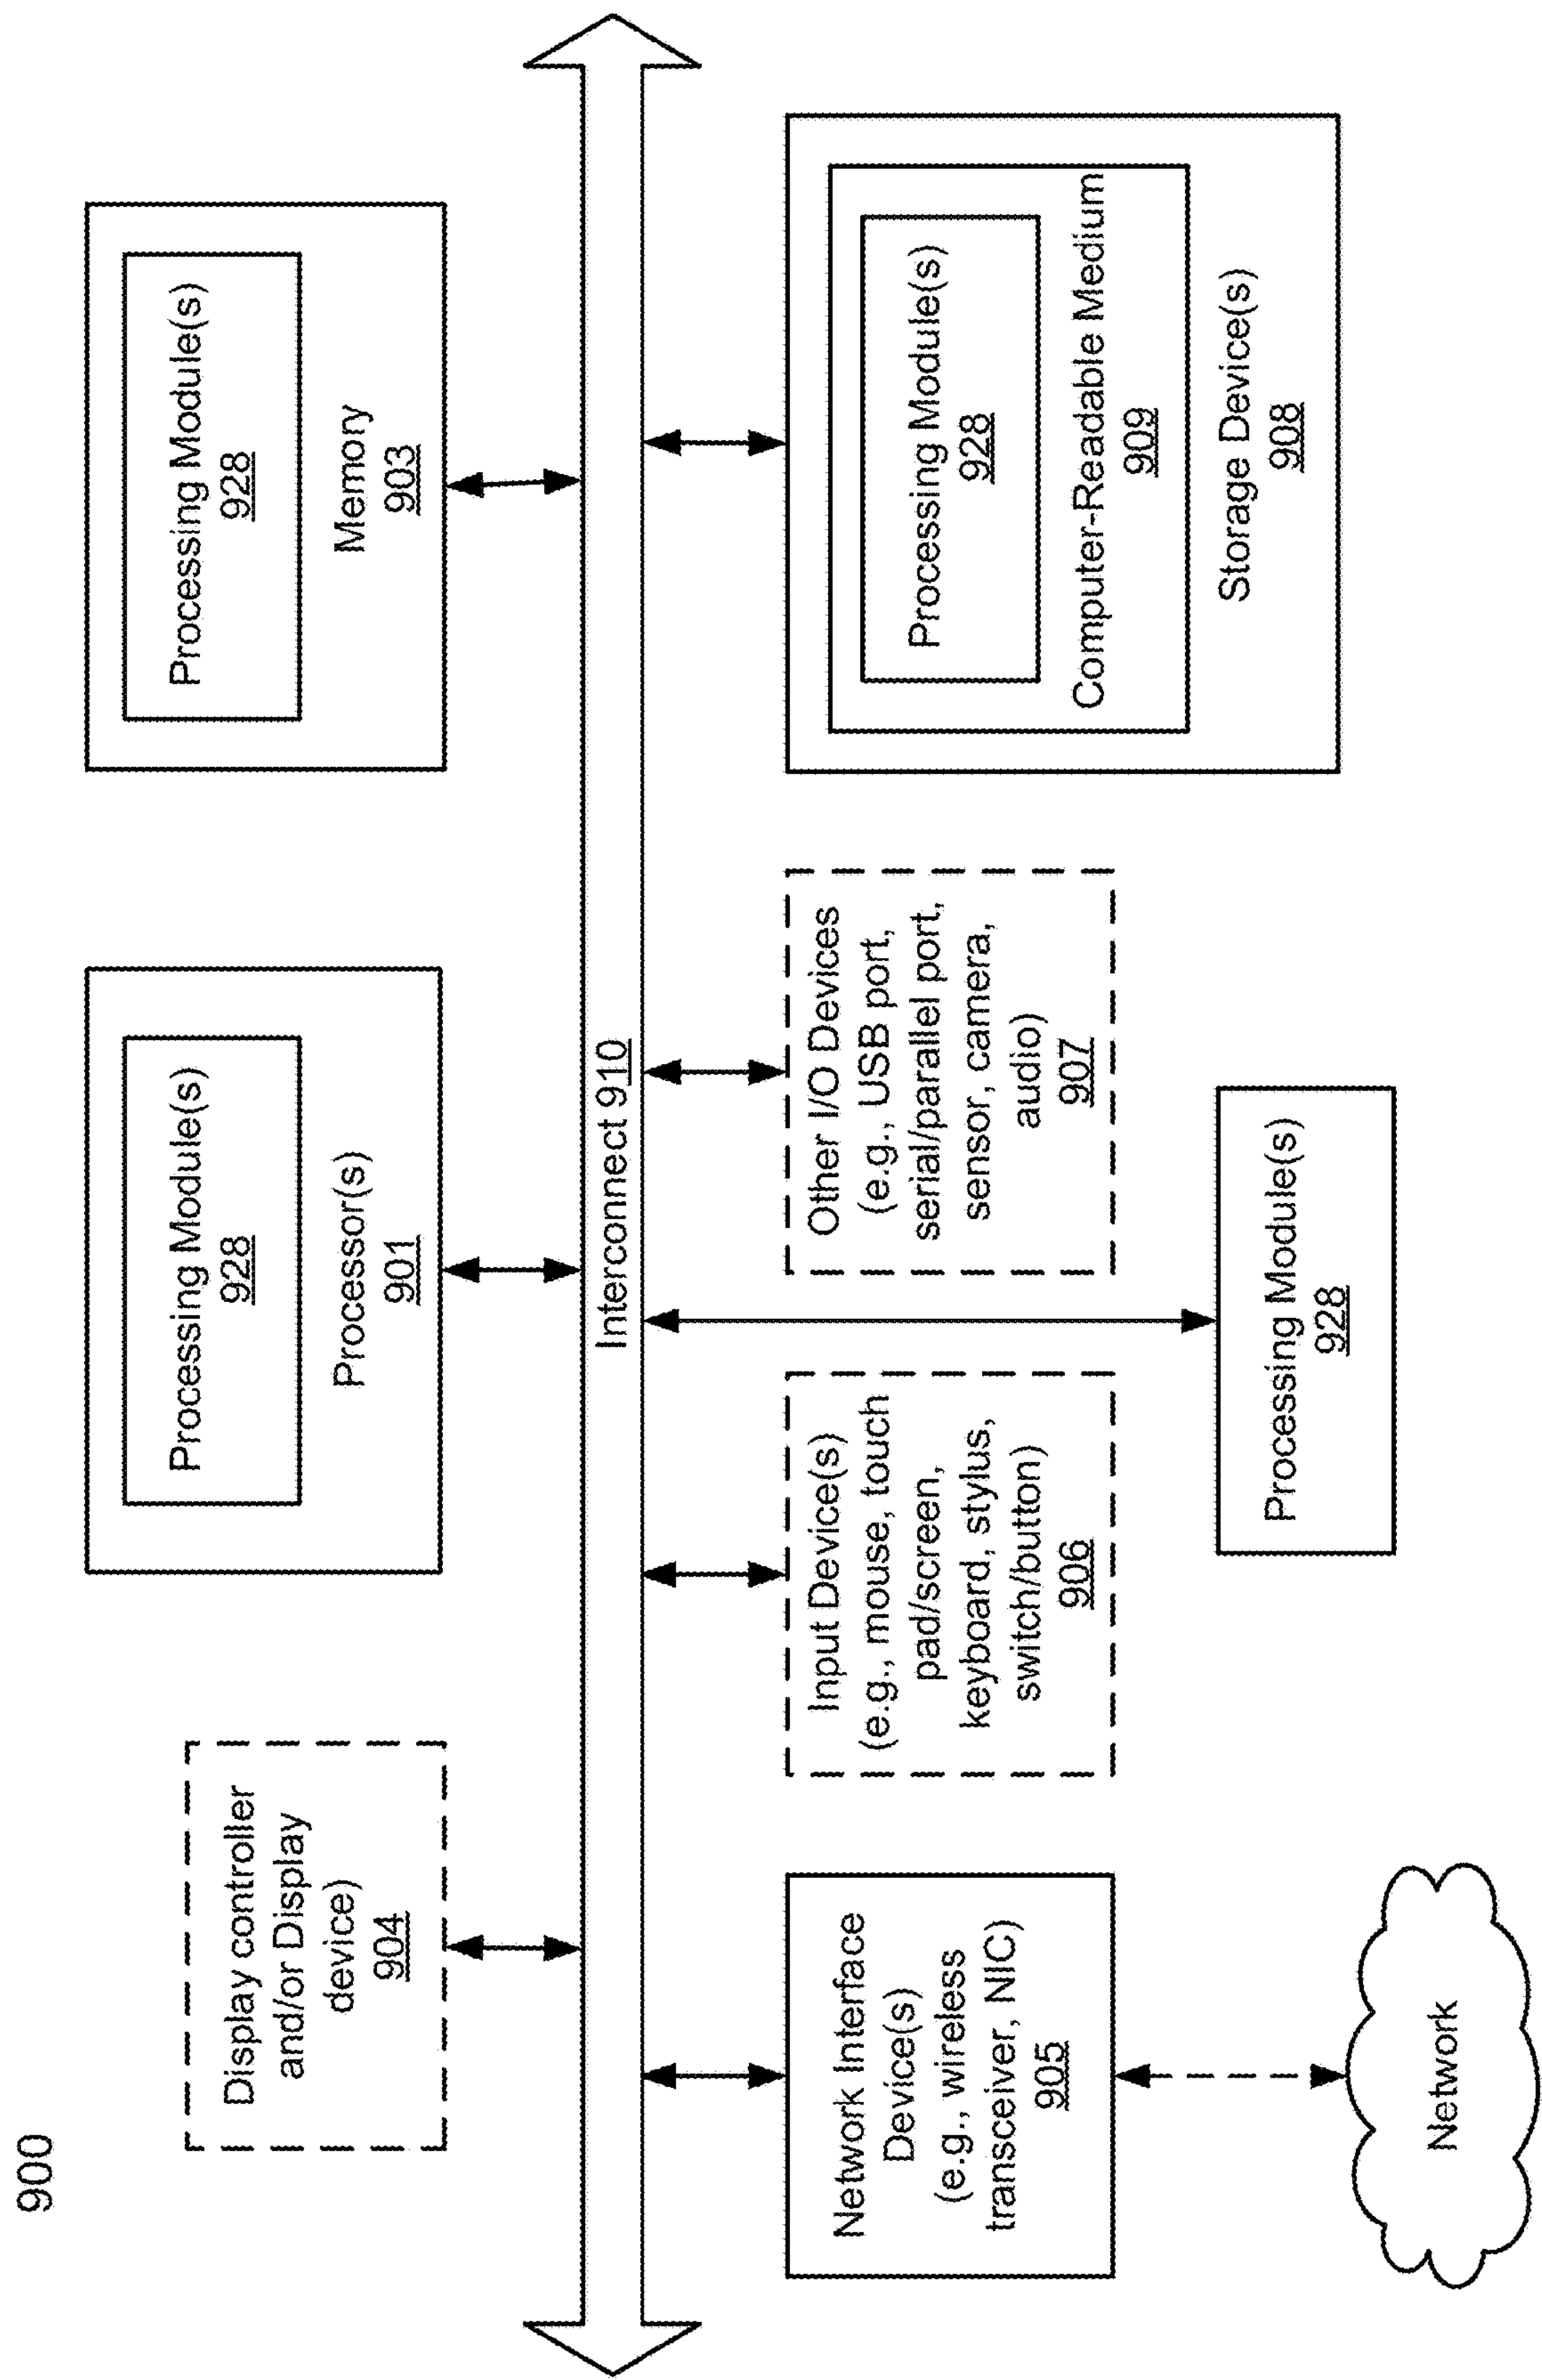 900
Display controller
and/or Display
device)
904
Processing Module(s)
928
Processor(s)
901
Processing Module(s)
928
Memory
903
Interconnect 910
Network Interface
Device(s)
(e.g., wireless
transceiver, NIC)
905
Input Device(s)
(e.g., mouse, touch
pad/screen,
keyboard, stylus,
switch/button)
906
Other I/O Devices
(e.g., USB port,
serial/parallel port,
sensor, camera,
audio)
907
Processing Module(s)
928
Computer-Readable Medium
909
Storage Device(s)
908
Processing Module(s)
928
Network